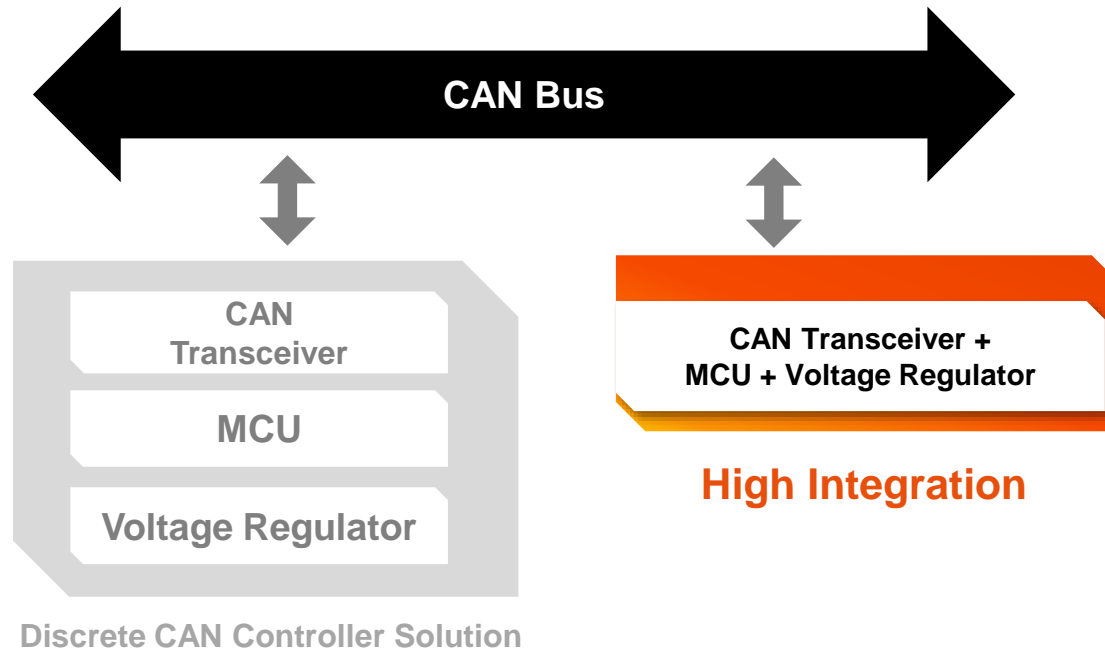 CAN Bus
CAN
Transceiver
MCU
Voltage Regulator
Discrete CAN Controller Solution
CAN Transceiver +
MCU + Voltage Regulator
High Integration